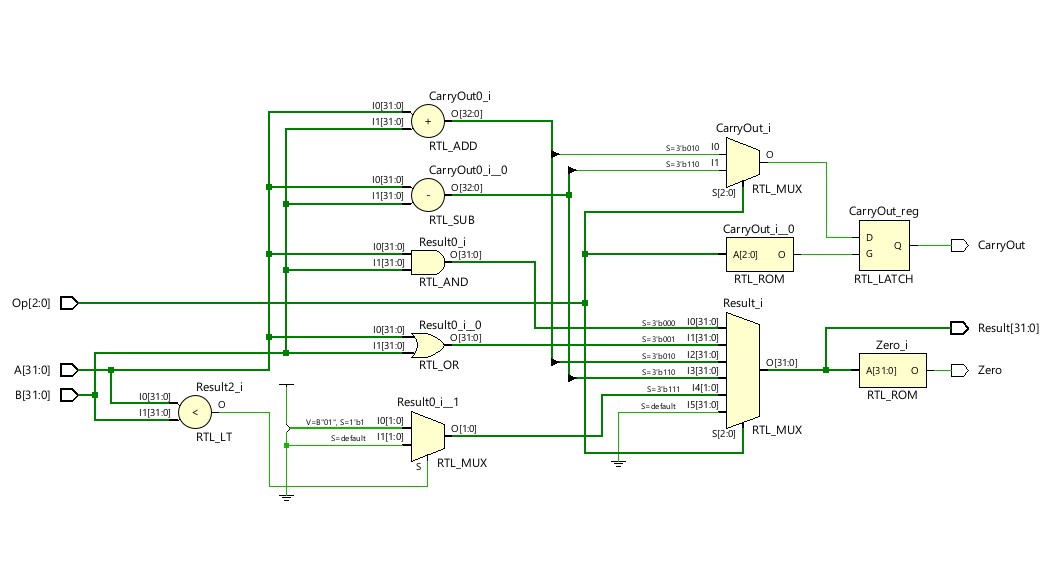 CarryOut0_i
I0[31:0]
I1[31:0]
+
O[32:0]
RTL_ADD
CarryOut0_i__0
I0[31:0]
I1[31:0]
-
O[32:0]
RTL_SUB
Result0_i
I0[31:0]
I1[31:0]
O[31:0]
RTL_AND
Op[2:0]
Result0_i__0
I0[31:0]
I1[31:0]
O[31:0]
RTL_OR
A[31:0]
B[31:0]
Result2_i
I0[31:0]
I1[31:0]
<
O
RTL_LT
Result0_i__1
V=B"01", S=1'b1
I0[1:0]
S=default
I1[1:0]
O[1:0]
S
RTL_MUX
CarryOut_i
S=3'b010
I0
S=3'b110
I1
O
S[2:0]
RTL_MUX
CarryOut_i__0
A[2:0]
O
RTL_ROM
CarryOut_reg
D
Q
G
RTL_LATCH
CarryOut
Result_i
S=3'b000
I0[31:0]
S=3'b001
I1[31:0]
S=3'b010
I2[31:0]
S=3'b110
I3[31:0]
S=3'b111
I4[1:0]
S=default
I5[31:0]
O[31:0]
S[2:0]
RTL_MUX
Result[31:0]
Zero_i
A[31:0]
O
RTL_ROM
Zero